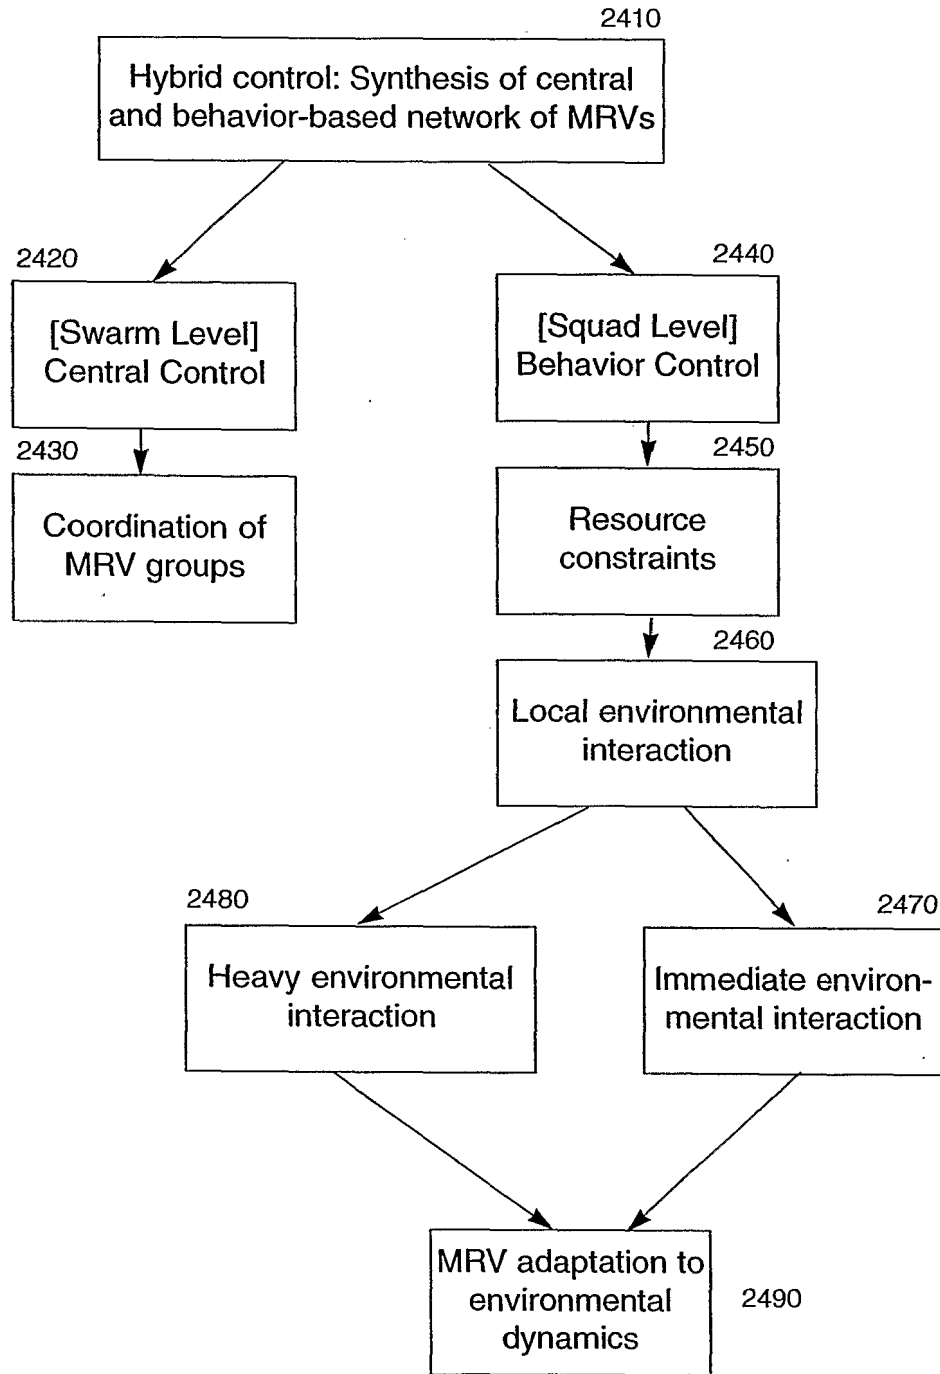 2410
Hybrid control: Synthesis of central
and behavior-based network of MRVs
2420
[Swarm Level]
Central Control
2440
[Squad Level]
Behavior Control
2430
Coordination of
MRV groups
2450
Resource
constraints
2460
Local environmental
interaction
2480
Heavy environmental
interaction
2470
Immediate environ-
mental interaction
MRV adaptation to
environmental
dynamics
2490